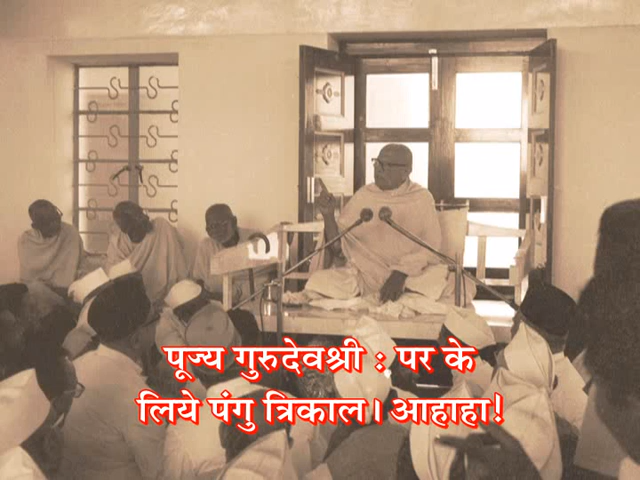 पूज्य गुरुदेवश्री : पर के
लिये पंगु त्रिकाल। आहाहा!